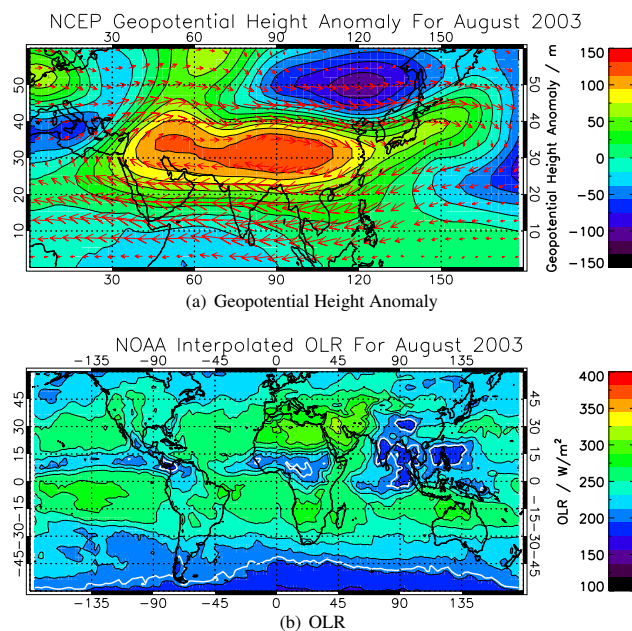 NCEP Geopotential Height Anomaly For August 2003
30 60 90 120 150
50 40 30 20 10
50 40 30 20 10
30 60 90 120 150
Geopotential Height Anomaly / m
150
100
50
0
−50
−100
−150
(a) Geopotential Height Anomaly
NOAA Interpolated OLR For August 2003
−135 −90 −45 0 45 90 135
45 30 15 0 −15 −30 −45
45 30 15 0 −15 −30 −45
−135 −90 −45 0 45 90 135
OLR / W/m²
400
350
300
250
200
150
100
(b) OLR